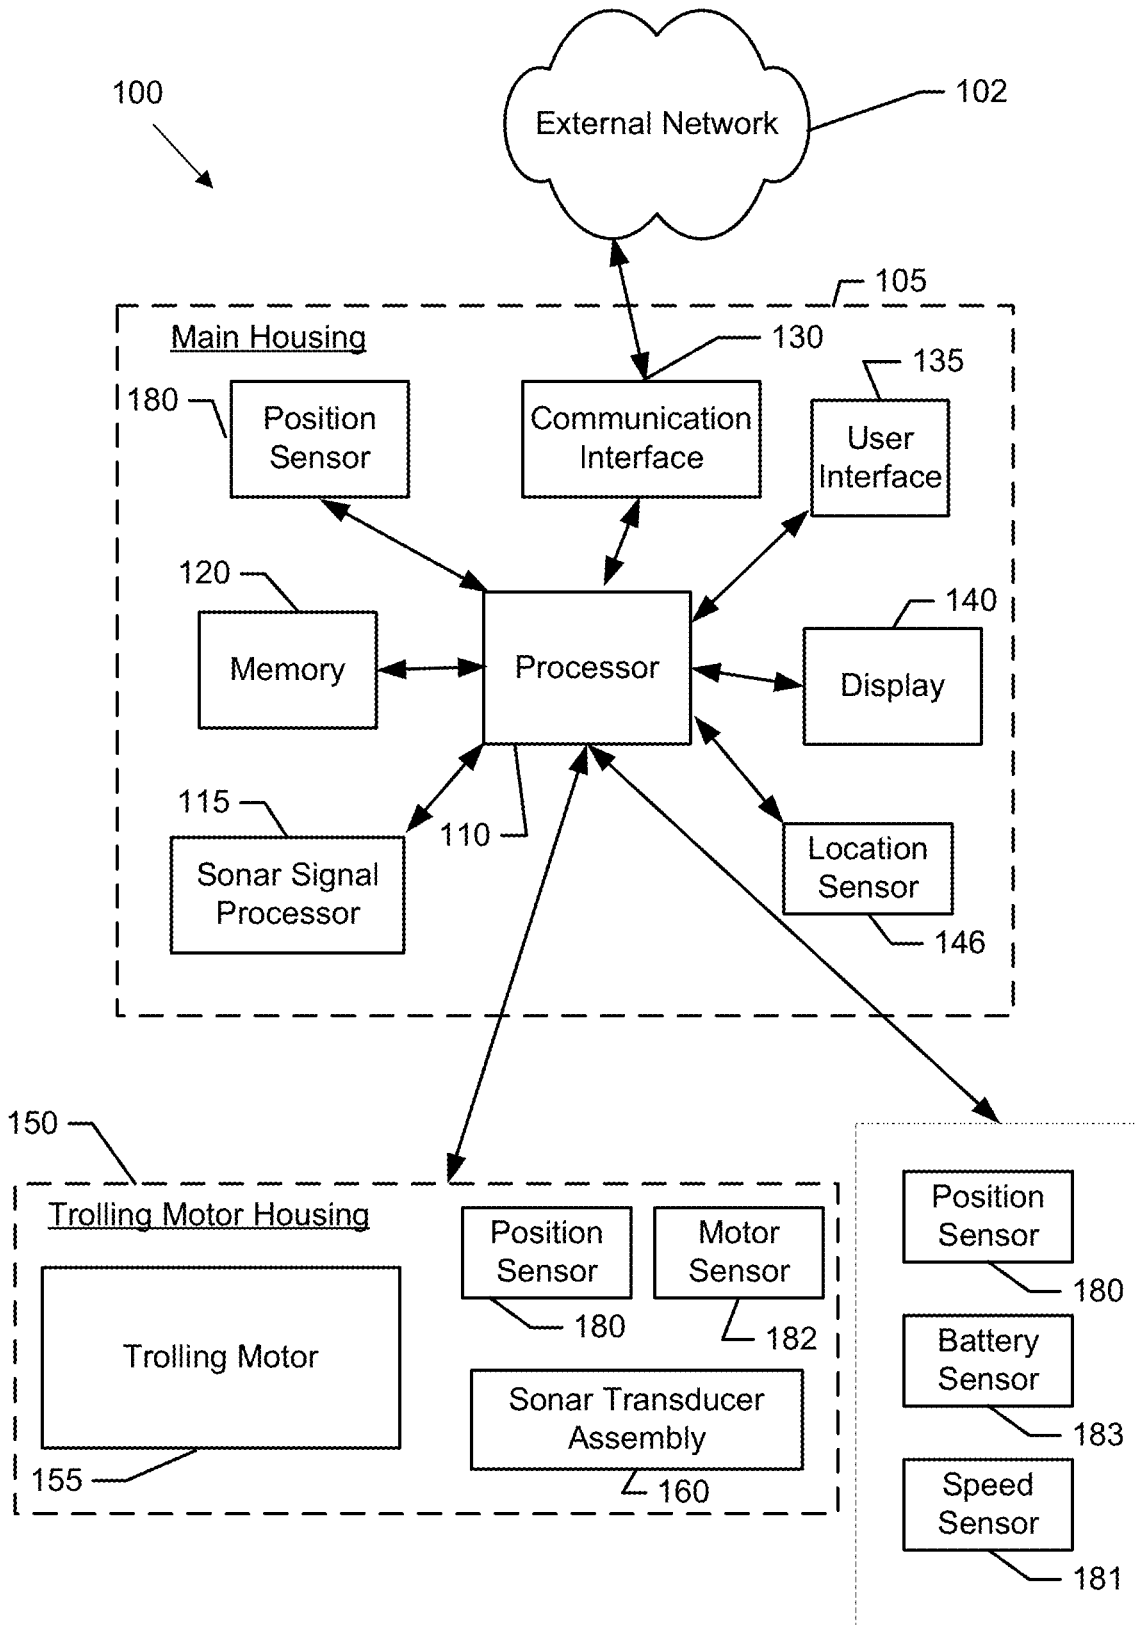 100
External Network
102
105
Main Housing
130
135
180
Position
Sensor
Communication
Interface
User
Interface
120
140
Memory
Processor
Display
115
110
Sonar Signal
Processor
Location
Sensor
146
150
Trolling Motor Housing
Position
Sensor
180
Motor
Sensor
182
Trolling Motor
155
Sonar Transducer
Assembly
160
Position
Sensor
180
Battery
Sensor
183
Speed
Sensor
181